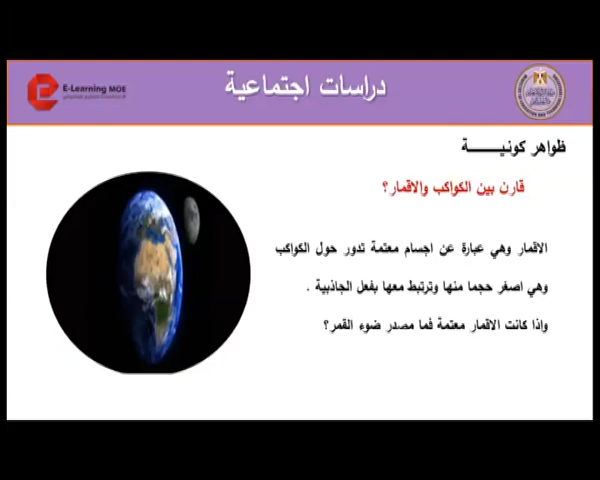 دراسات اجتماعية
E-Learning MOE
ظواهر كونيـــــــة
قارن بين الكواكب والاقمار؟
الاقمار وهي عبارة عن اجسام معتمة تدور حول الكواكب
وهي اصغر حجما منها وترتبط معها بفعل الجاذبية .
واذا كانت الاقمار معتمة فما مصدر ضوء القمر؟